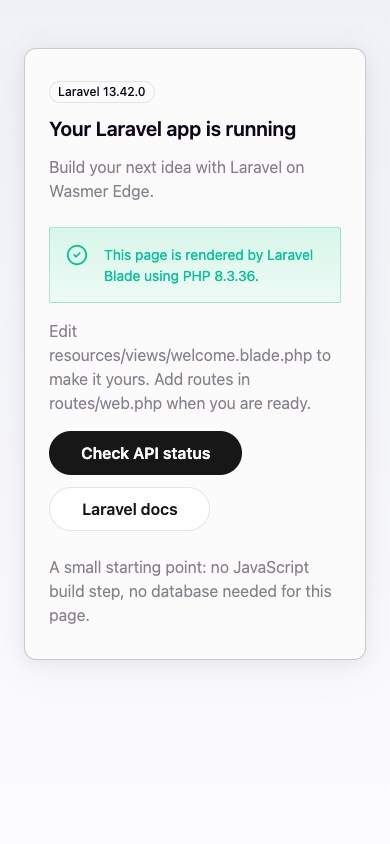 Laravel 13.42.0
Your Laravel app is running
Build your next idea with Laravel on
Wasmer Edge.
This page is rendered by Laravel
Blade using PHP 8.3.36.
Edit
resources/views/welcome.blade.php to
make it yours. Add routes in
routes/web.php when you are ready.
Check API status
Laravel docs
A small starting point: no JavaScript
build step, no database needed for this
page.